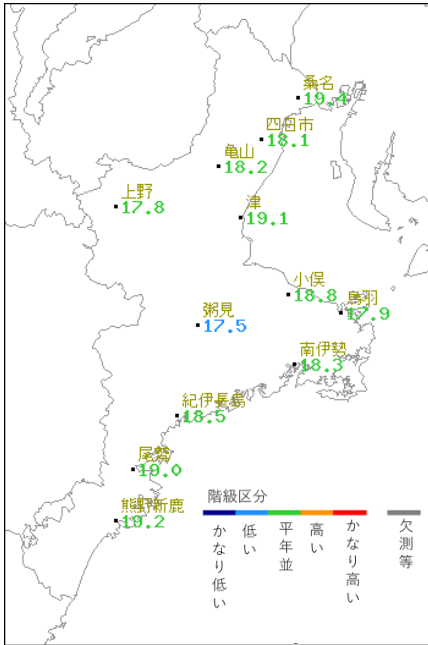 桑名
19.4
四日市
18.1
亀山
18.2
上野
17.8
津
19.1
小俣
18.8
鳥羽
17.9
粥見
17.5
南伊勢
18.3
紀伊長島
18.5
尾鷲
19.0
熊野新鹿
19.2
階級区分
かなり低い
低い
平年並
高い
かなり高い
欠測等